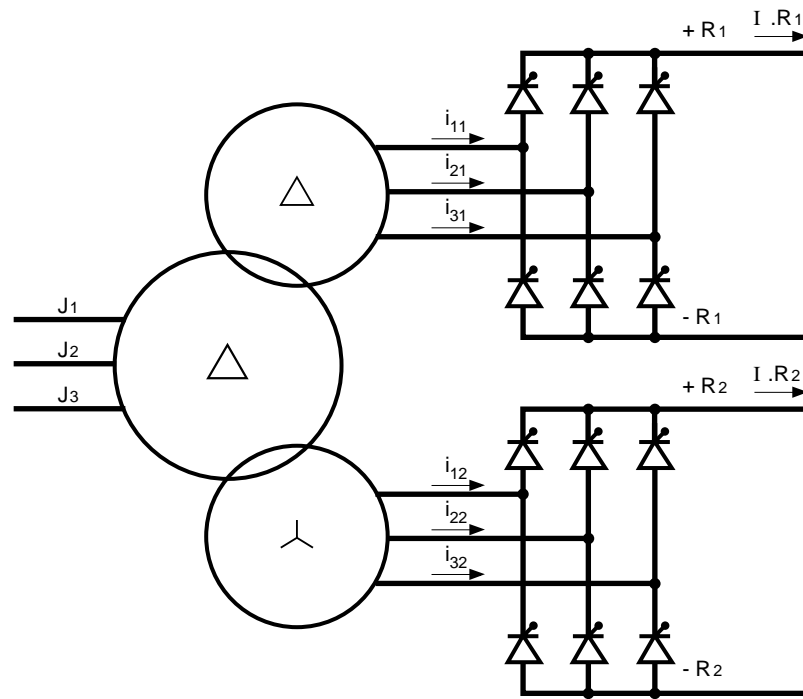 + R1
I .R1
i11
i21
i31
- R1
J1
J2
J3
+ R2
I .R2
i12
i22
i32
- R2